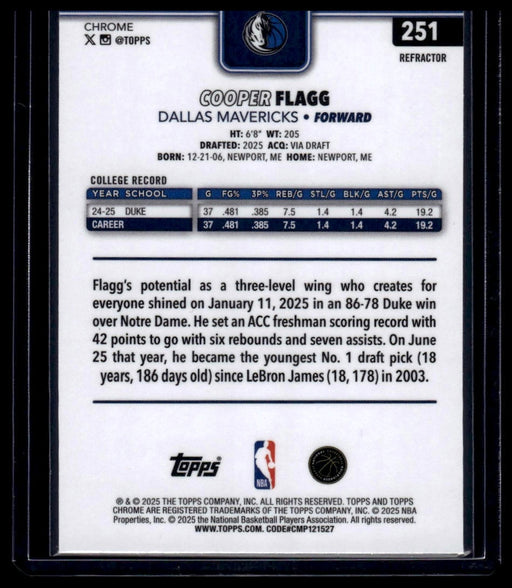 CHROME
251
X @TOPPS
REFRACTOR
COOPER FLAGG
DALLAS MAVERICKS • FORWARD
HT: 6'8" WT: 205
DRAFTED: 2025 ACQ: VIA DRAFT
BORN: 12-21-06, NEWPORT, ME HOME: NEWPORT, ME
COLLEGE RECORD
YEAR SCHOOL G FG% 3P% REB/G STL/G BLK/G AST/G PTS/G
24-25 DUKE 37 .481 .385 7.5 1.4 1.4 4.2 19.2
CAREER 37 .481 .385 7.5 1.4 1.4 4.2 19.2
Flagg's potential as a three-level wing who creates for
everyone shined on January 11, 2025 in an 86-78 Duke win
over Notre Dame. He set an ACC freshman scoring record with
42 points to go with six rebounds and seven assists. On June
25 that year, he became the youngest No. 1 draft pick (18
years, 186 days old) since LeBron James (18, 178) in 2003.
Topps
NBA
® & © 2025 THE TOPPS COMPANY, INC. ALL RIGHTS RESERVED. TOPPS AND TOPPS
CHROME ARE REGISTERED TRADEMARKS OF THE TOPPS COMPANY, INC. © 2025 NBA
Properties, Inc. © 2025 the National Basketball Players Association. All rights reserved.
WWW.TOPPS.COM. CODE#CMP121527